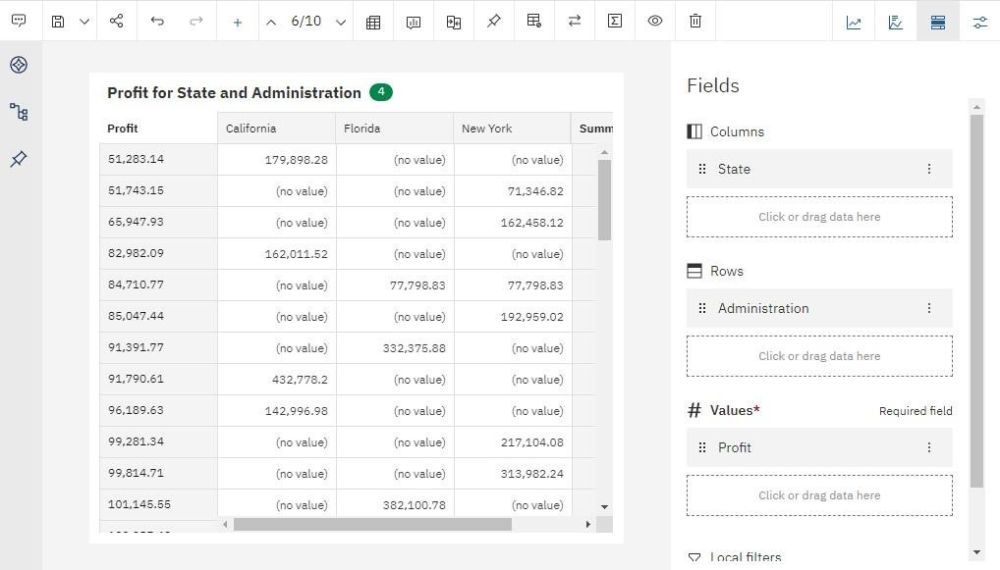 6/10
Profit for State and Administration 4
Profit California Florida New York Summ
51,283.14 179,898.28 (no value) (no value)
51,743.15 (no value) (no value) 71,346.82
65,947.93 (no value) (no value) 162,458.12
82,982.09 162,011.52 (no value) (no value)
84,710.77 (no value) 77,798.83 77,798.83
85,047.44 (no value) (no value) 192,959.02
91,391.77 (no value) 332,375.88 (no value)
91,790.61 432,778.2 (no value) (no value)
96,189.63 142,996.98 (no value) (no value)
99,281.34 (no value) (no value) 217,104.08
99,814.71 (no value) (no value) 313,982.24
101,145.55 (no value) 382,100.78 (no value)
Fields
Columns
State
Click or drag data here
Rows
Administration
Click or drag data here
# Values* Required field
Profit
Click or drag data here
Local filters